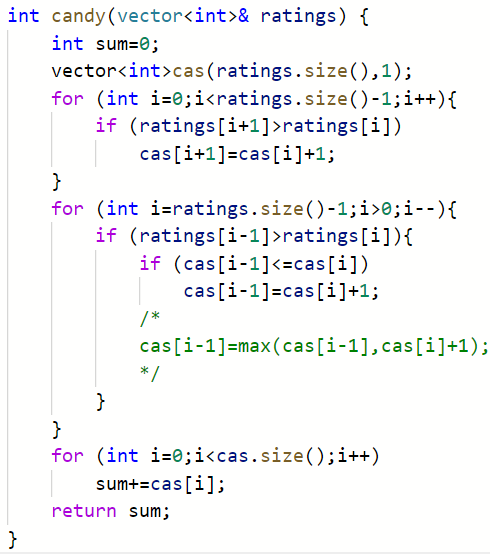 int candy(vector<int>& ratings) {
    int sum=0;
    vector<int>cas(ratings.size(),1);
    for (int i=0;i<ratings.size()-1;i++){
        if (ratings[i+1]>ratings[i])
            cas[i+1]=cas[i]+1;
    }
    for (int i=ratings.size()-1;i>0;i--){
        if (ratings[i-1]>ratings[i]){
            if (cas[i-1]<=cas[i])
                cas[i-1]=cas[i]+1;
            /*
            cas[i-1]=max(cas[i-1],cas[i]+1);
            */
        }
    }
    for (int i=0;i<cas.size();i++)
        sum+=cas[i];
    return sum;
}